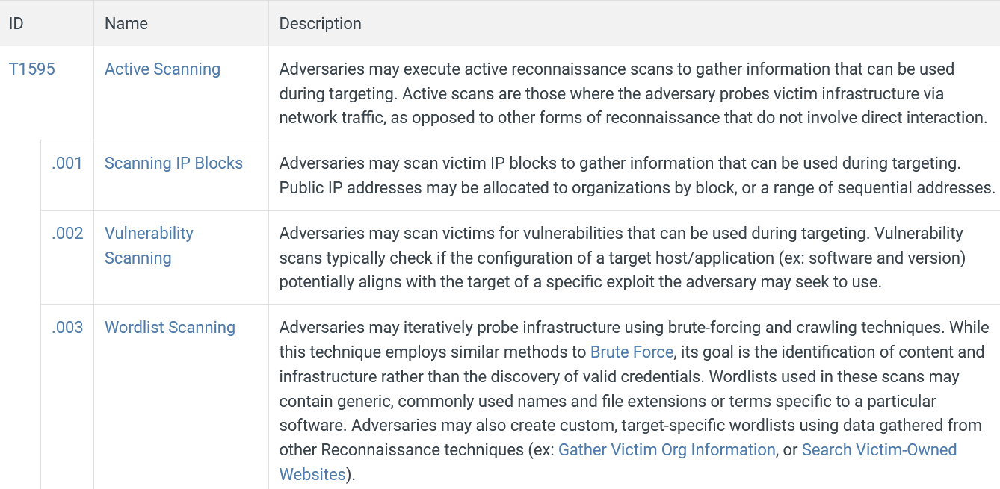 ID Name Description
T1595 Active Scanning Adversaries may execute active reconnaissance scans to gather information that can be used
during targeting. Active scans are those where the adversary probes victim infrastructure via
network traffic, as opposed to other forms of reconnaissance that do not involve direct interaction.
.001 Scanning IP Blocks Adversaries may scan victim IP blocks to gather information that can be used during targeting.
Public IP addresses may be allocated to organizations by block, or a range of sequential addresses.
.002 Vulnerability Adversaries may scan victims for vulnerabilities that can be used during targeting. Vulnerability
Scanning scans typically check if the configuration of a target host/application (ex: software and version)
potentially aligns with the target of a specific exploit the adversary may seek to use.
.003 Wordlist Scanning Adversaries may iteratively probe infrastructure using brute-forcing and crawling techniques. While
this technique employs similar methods to Brute Force, its goal is the identification of content and
infrastructure rather than the discovery of valid credentials. Wordlists used in these scans may
contain generic, commonly used names and file extensions or terms specific to a particular
software. Adversaries may also create custom, target-specific wordlists using data gathered from
other Reconnaissance techniques (ex: Gather Victim Org Information, or Search Victim-Owned
Websites).